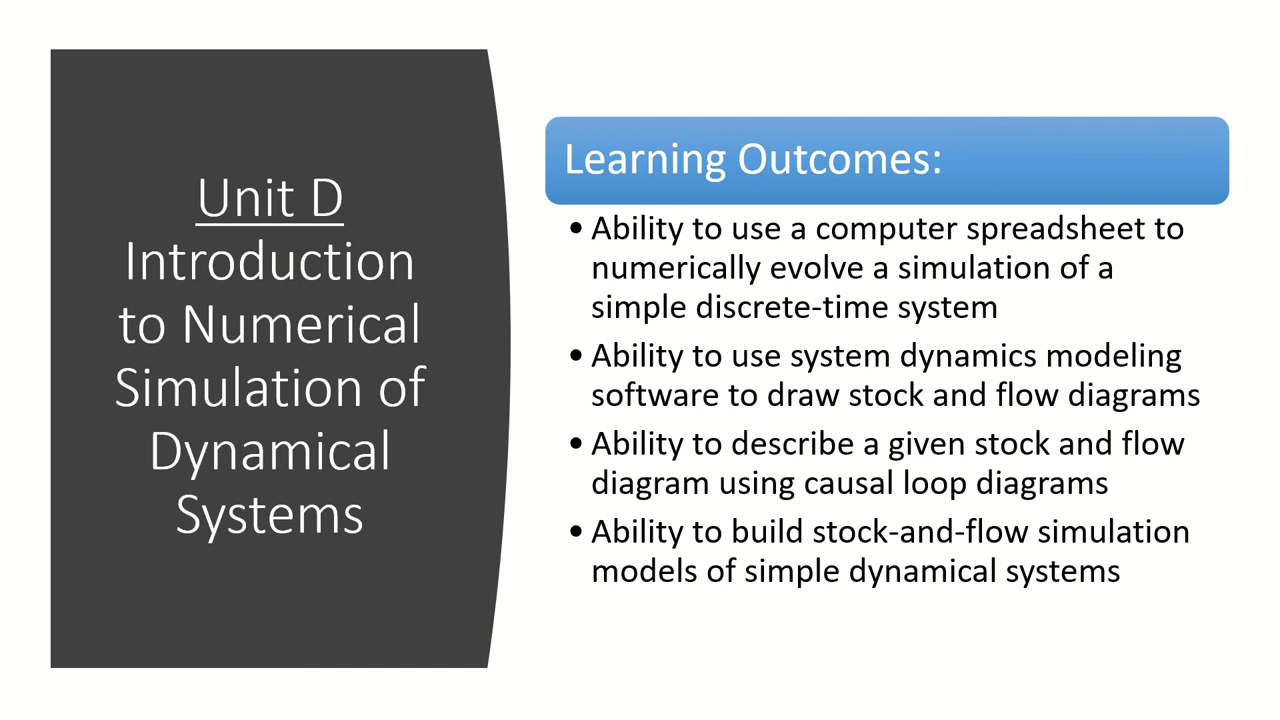 Unit D
Introduction
to Numerical
Simulation of
Dynamical
Systems
Learning Outcomes:
• Ability to use a computer spreadsheet to
numerically evolve a simulation of a
simple discrete-time system
• Ability to use system dynamics modeling
software to draw stock and flow diagrams
• Ability to describe a given stock and flow
diagram using causal loop diagrams
• Ability to build stock-and-flow simulation
models of simple dynamical systems